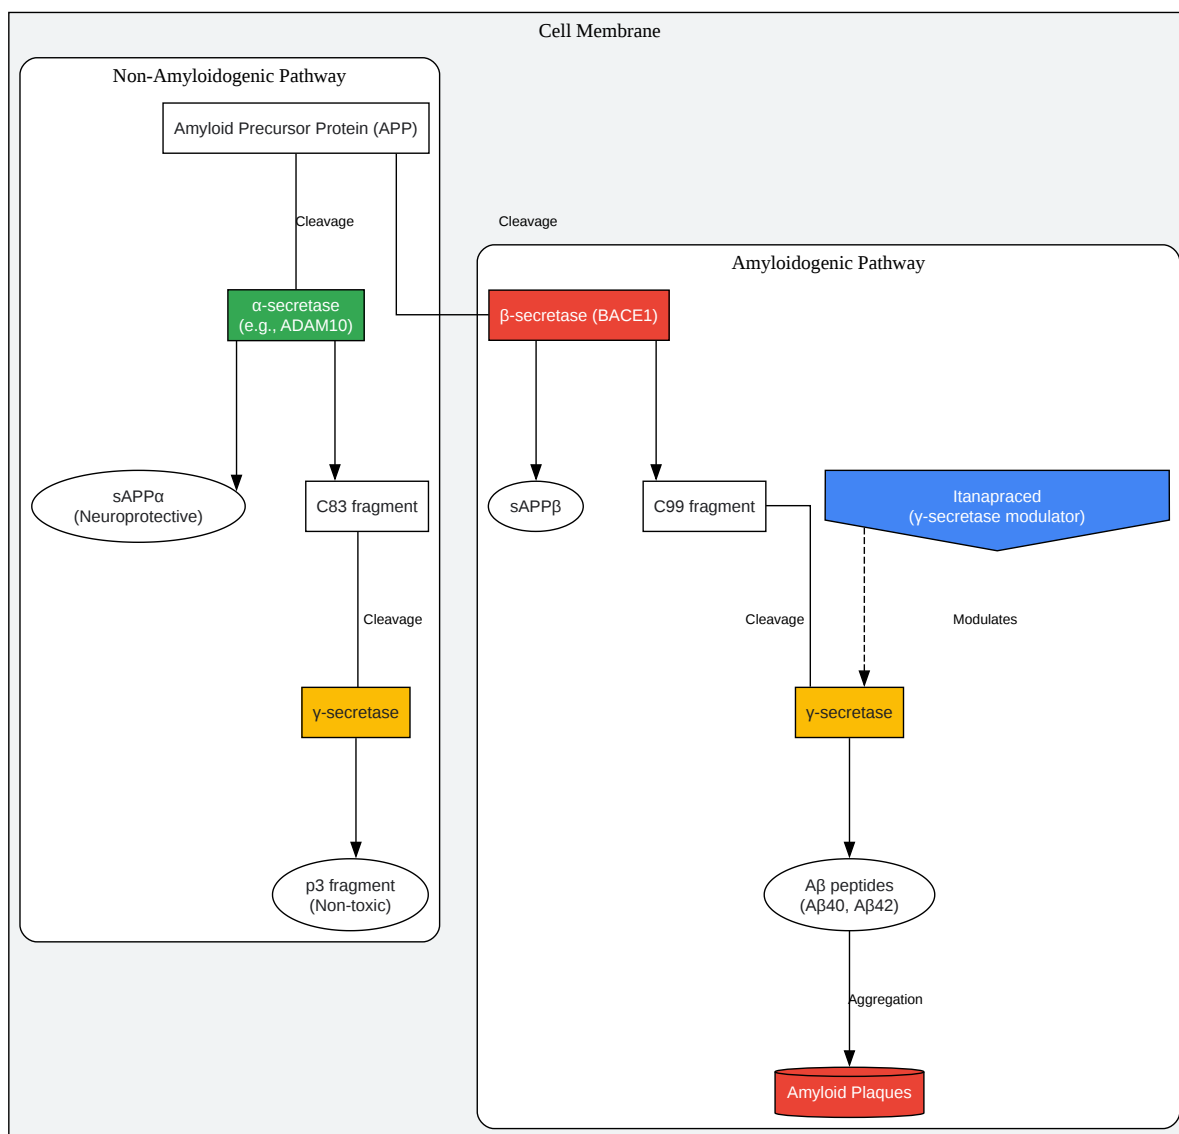 Cell Membrane
Non-Amyloidogenic Pathway
Amyloid Precursor Protein (APP)
Cleavage
Cleavage
Amyloidogenic Pathway
α-secretase
(e.g., ADAM10)
β-secretase (BACE1)
sAPPα
(Neuroprotective)
C83 fragment
sAPPβ
C99 fragment
Itanapraced
(γ-secretase modulator)
Cleavage
Cleavage
Modulates
γ-secretase
γ-secretase
p3 fragment
(Non-toxic)
Aβ peptides
(Aβ40, Aβ42)
Aggregation
Amyloid Plaques